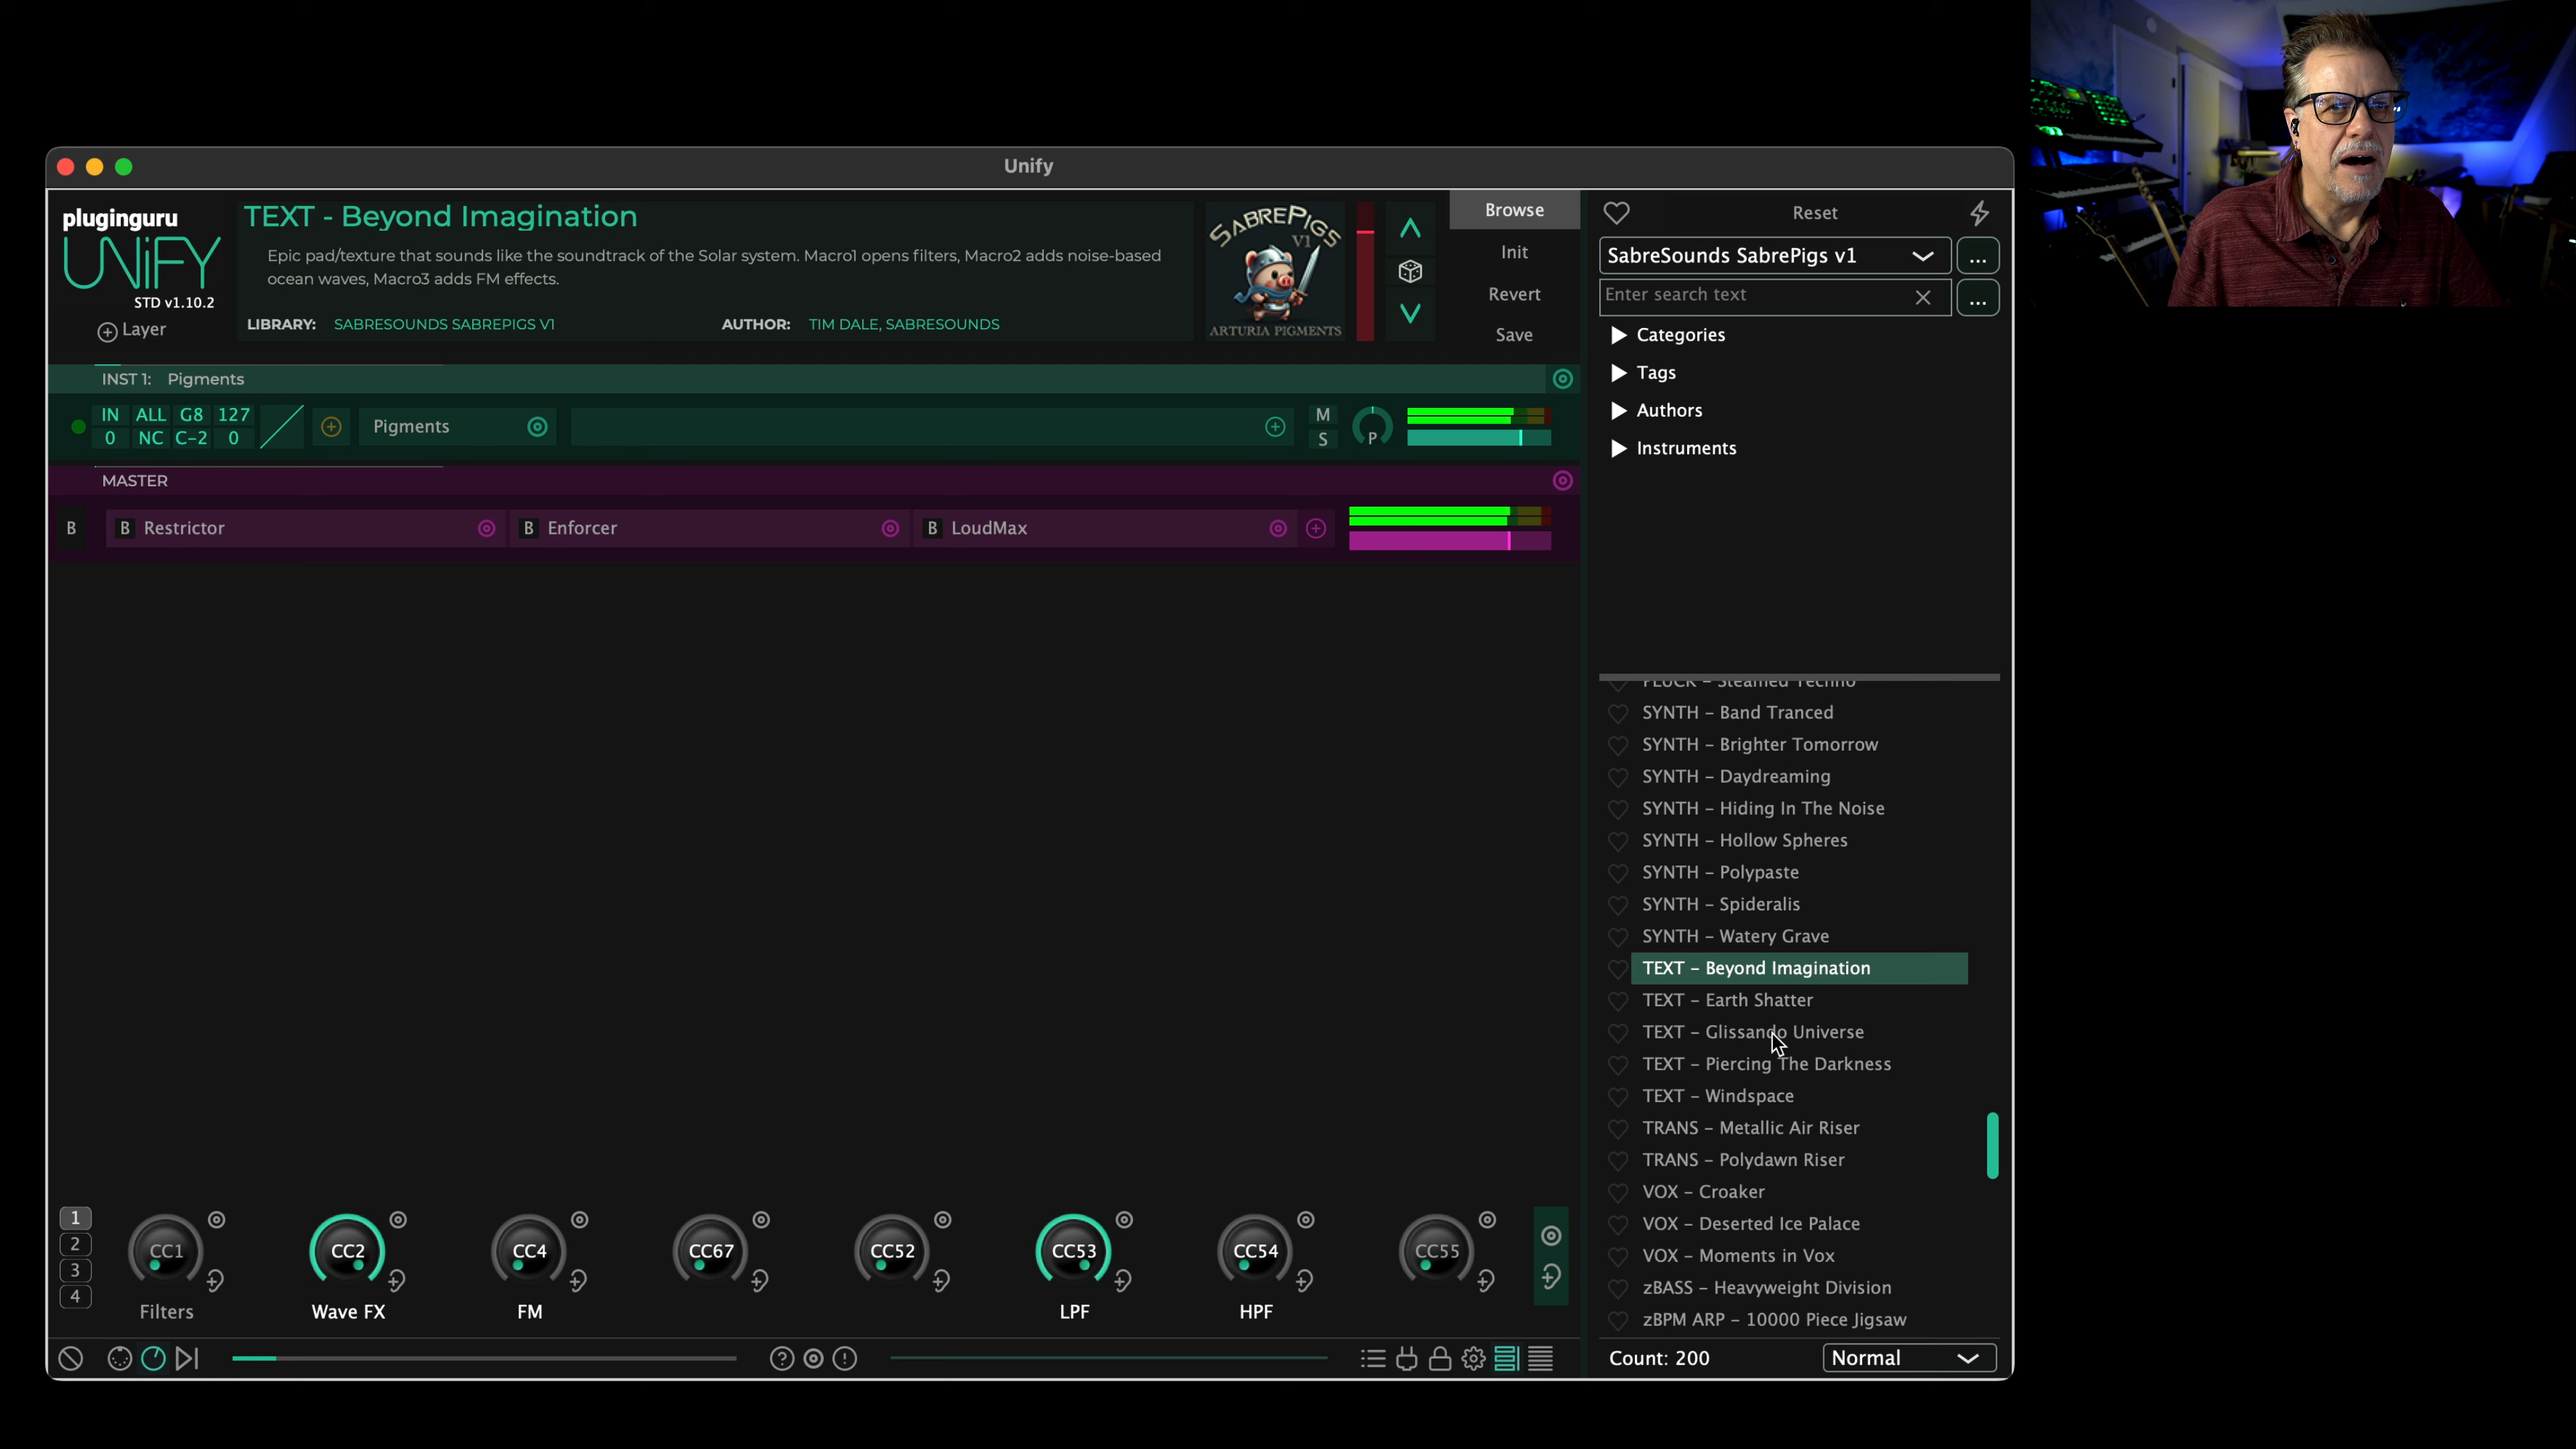 Unify
pluginguru
UNiFY
STD v1.10.2
Layer
TEXT - Beyond Imagination
Epic pad/texture that sounds like the soundtrack of the Solar system. Macro1 opens filters, Macro2 adds noise-based
ocean waves, Macro3 adds FM effects.
LIBRARY: SABRESOUNDS SABREPIGS V1
AUTHOR: TIM DALE, SABRESOUNDS
SABREPIGS
V1
ARTURIA PIGMENTS
Browse
Init
Revert
Save
Reset
SabreSounds SabrePigs v1
...
Enter search text
...
Categories
Tags
Authors
Instruments
INST 1: Pigments
IN ALL G8 127
0 NC C-2 0
Pigments
M
S
P
MASTER
B
B Restrictor
B Enforcer
B LoudMax
PLUCK - Steamed Techno
SYNTH - Band Tranced
SYNTH - Brighter Tomorrow
SYNTH - Daydreaming
SYNTH - Hiding In The Noise
SYNTH - Hollow Spheres
SYNTH - Polypaste
SYNTH - Spideralis
SYNTH - Watery Grave
TEXT - Beyond Imagination
TEXT - Earth Shatter
TEXT - Glissando Universe
TEXT - Piercing The Darkness
TEXT - Windspace
TRANS - Metallic Air Riser
TRANS - Polydawn Riser
VOX - Croaker
VOX - Deserted Ice Palace
VOX - Moments in Vox
zBASS - Heavyweight Division
zBPM ARP - 10000 Piece Jigsaw
1
2
3
4
CC1
CC2
CC4
CC67
CC52
CC53
CC54
CC55
Filters
Wave FX
FM
LPF
HPF
Count: 200
Normal